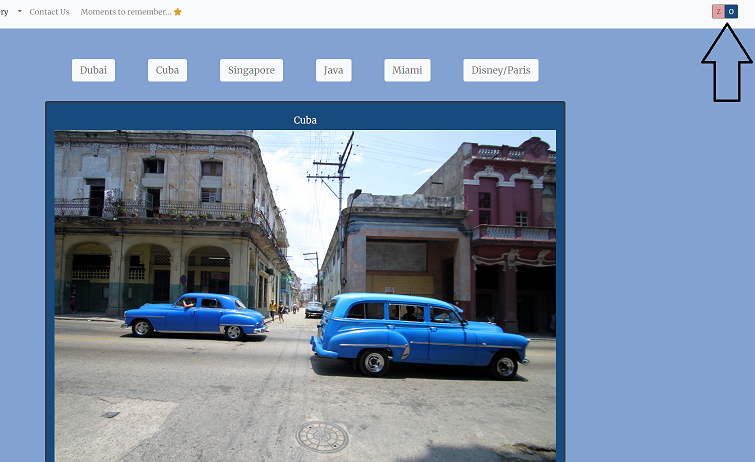 ry Contact Us Moments to remember... Z O
Dubai Cuba Singapore Java Miami Disney/Paris
Cuba